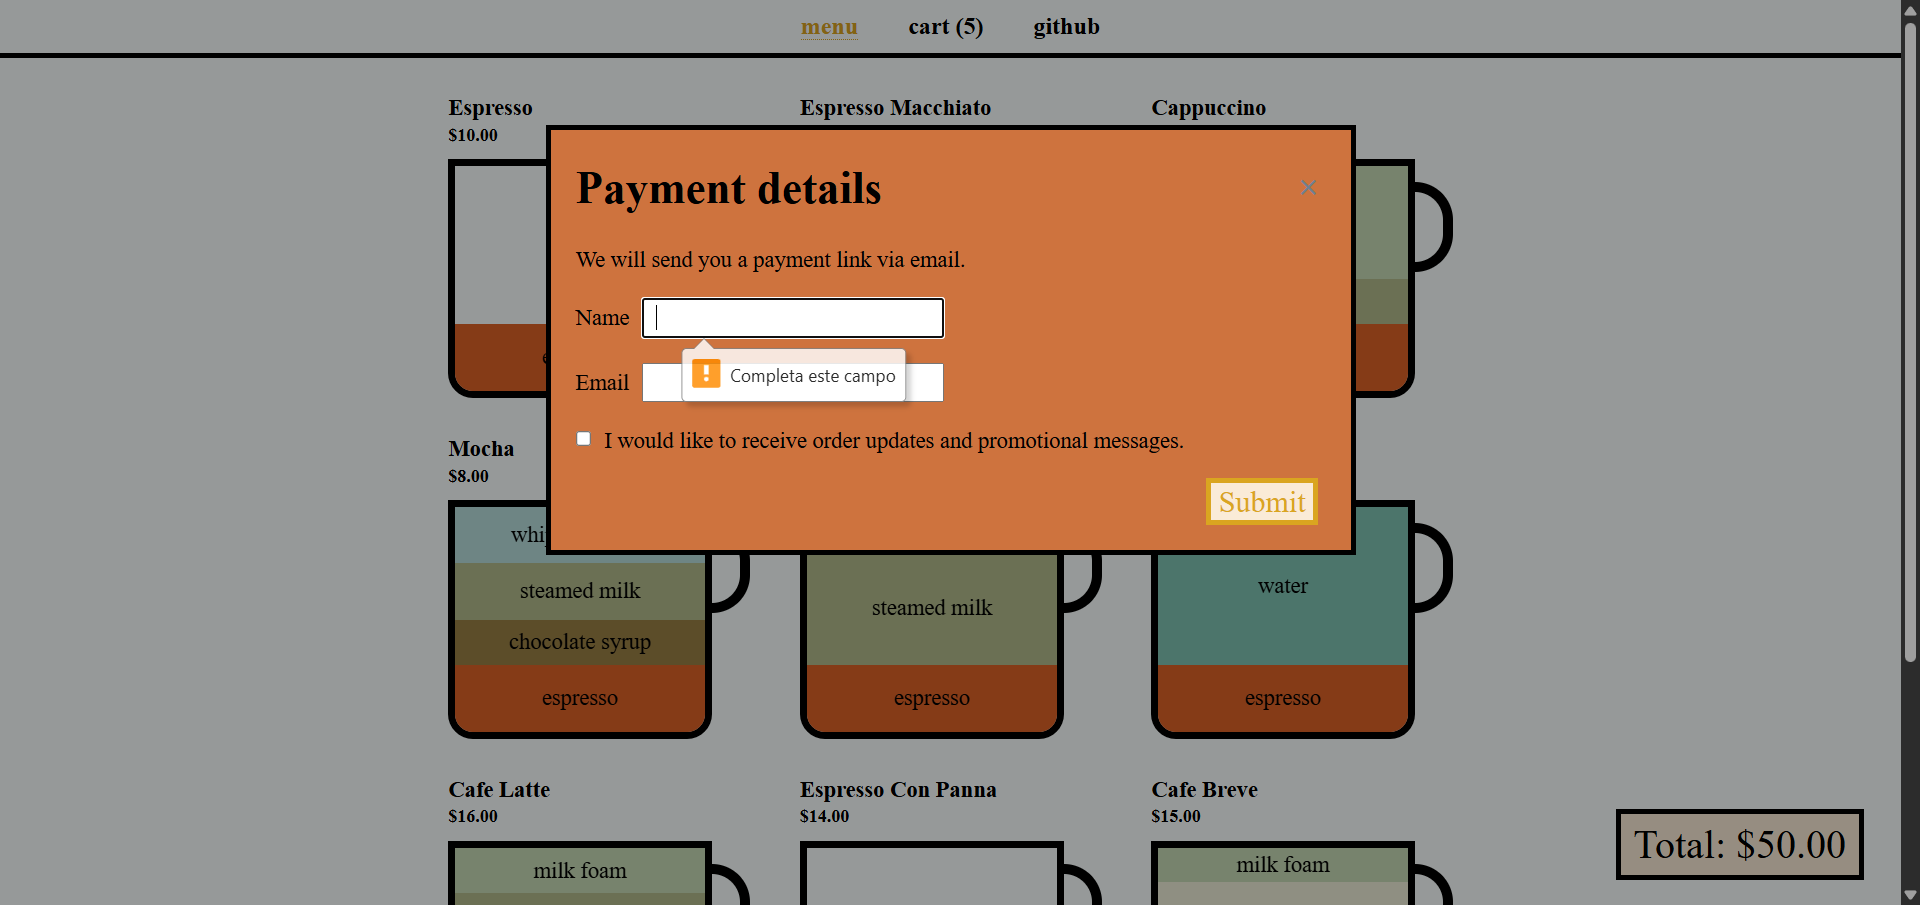 menu cart (5) github
Espresso Espresso Macchiato Cappuccino
$10.00
Payment details
×
We will send you a payment link via email.
Name
Completa este campo
Email
I would like to receive order updates and promotional messages.
Submit
Mocha
$8.00
steamed milk
chocolate syrup
espresso
steamed milk
espresso
water
espresso
Cafe Latte Espresso Con Panna Cafe Breve
$16.00 $14.00 $15.00
milk foam milk foam
Total: $50.00